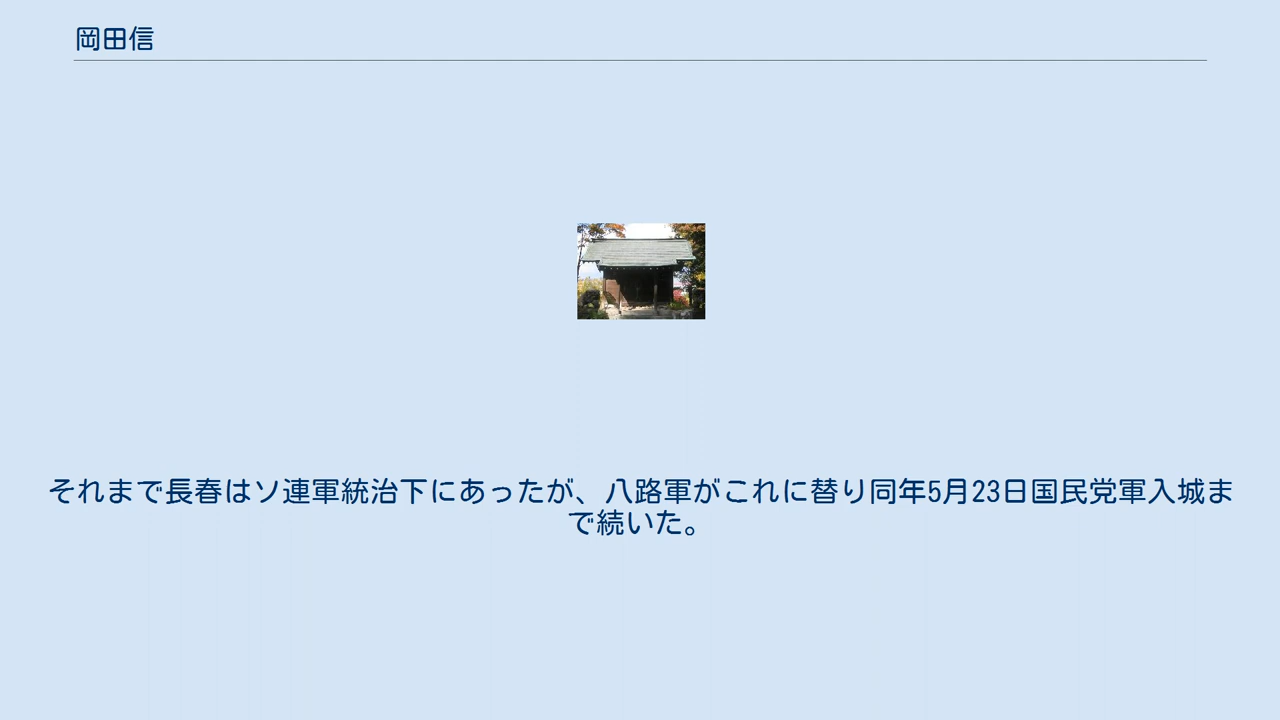 岡田信
それまで長春はソ連軍統治下にあったが、八路軍がこれに替り同年5月23日国民党軍入城ま
で続いた。